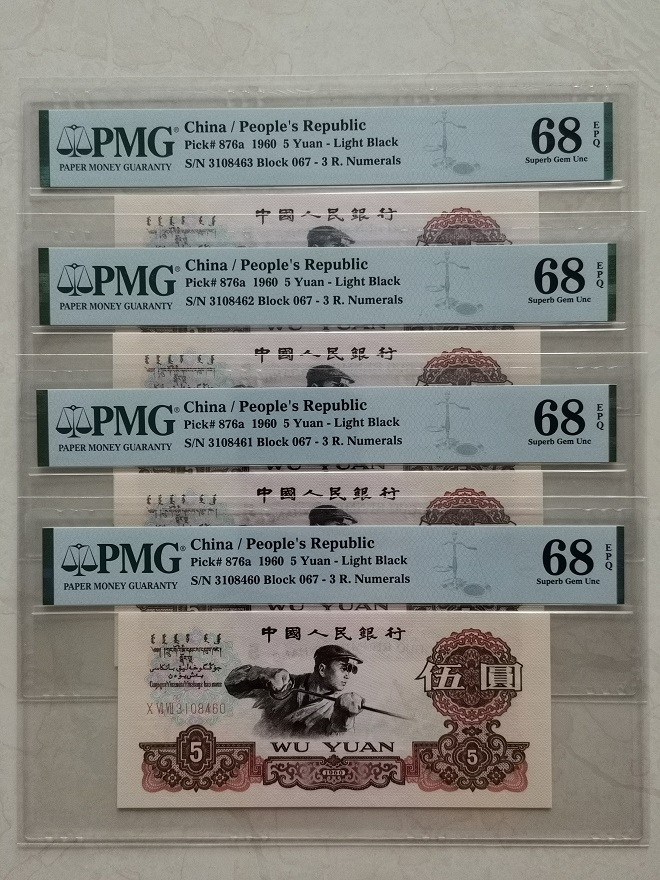 PMG®
PAPER MONEY GUARANTY
China / People's Republic
Pick# 876a 1960 5 Yuan - Light Black
S/N 3108463 Block 067 - 3 R. Numerals
68 EPQ
Superb Gem Unc
中國人民銀行
PMG®
PAPER MONEY GUARANTY
China / People's Republic
Pick# 876a 1960 5 Yuan - Light Black
S/N 3108462 Block 067 - 3 R. Numerals
68 EPQ
Superb Gem Unc
中國人民銀行
PMG®
PAPER MONEY GUARANTY
China / People's Republic
Pick# 876a 1960 5 Yuan - Light Black
S/N 3108461 Block 067 - 3 R. Numerals
68 EPQ
Superb Gem Unc
中國人民銀行
PMG®
PAPER MONEY GUARANTY
China / People's Republic
Pick# 876a 1960 5 Yuan - Light Black
S/N 3108460 Block 067 - 3 R. Numerals
68 EPQ
Superb Gem Unc
中國人民銀行
伍圓
X VI VII 3108460
WU YUAN
5
1960
5